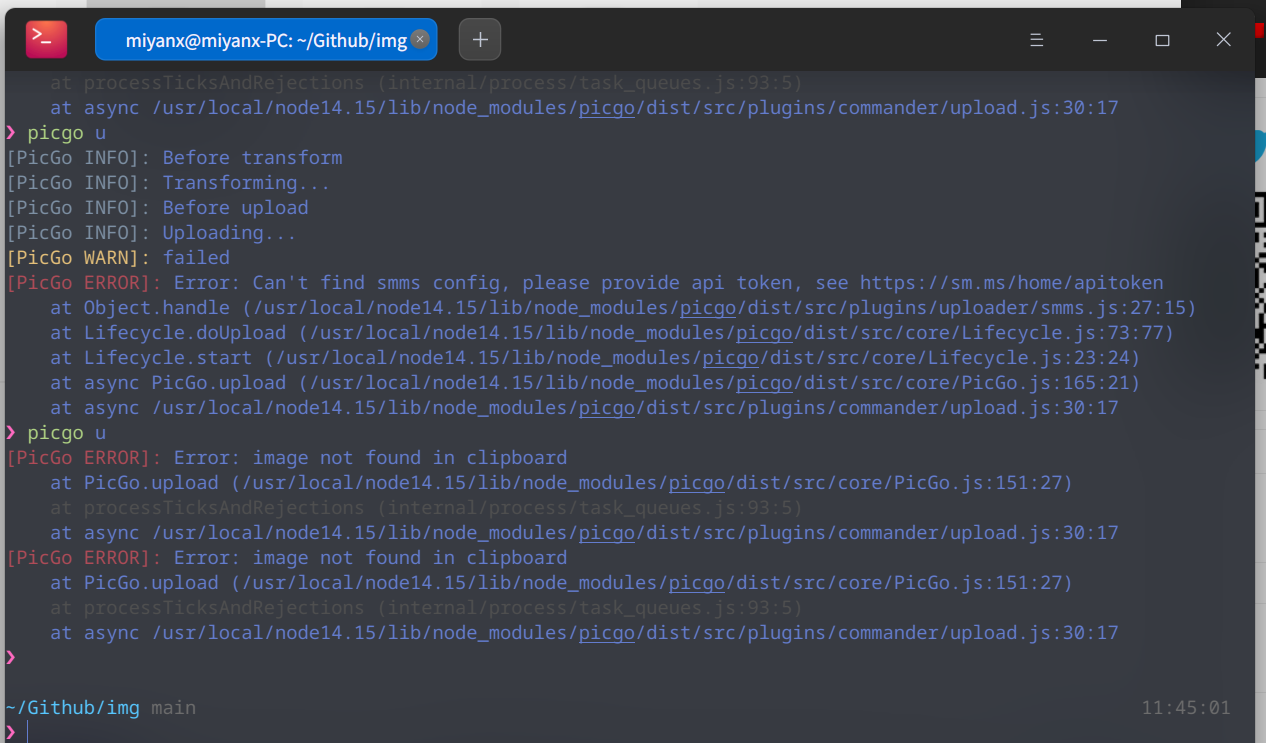 >_ miyanx@miyanx-PC: ~/Github/img
    at processTicksAndRejections (internal/process/task_queues.js:93:5)
    at async /usr/local/node14.15/lib/node_modules/picgo/dist/src/plugins/commander/upload.js:30:17
❯ picgo u
[PicGo INFO]: Before transform
[PicGo INFO]: Transforming...
[PicGo INFO]: Before upload
[PicGo INFO]: Uploading...
[PicGo WARN]: failed
[PicGo ERROR]: Error: Can't find smms config, please provide api token, see https://sm.ms/home/apitoken
    at Object.handle (/usr/local/node14.15/lib/node_modules/picgo/dist/src/plugins/uploader/smms.js:27:15)
    at Lifecycle.doUpload (/usr/local/node14.15/lib/node_modules/picgo/dist/src/core/Lifecycle.js:73:77)
    at Lifecycle.start (/usr/local/node14.15/lib/node_modules/picgo/dist/src/core/Lifecycle.js:23:24)
    at async PicGo.upload (/usr/local/node14.15/lib/node_modules/picgo/dist/src/core/PicGo.js:165:21)
    at async /usr/local/node14.15/lib/node_modules/picgo/dist/src/plugins/commander/upload.js:30:17
❯ picgo u
[PicGo ERROR]: Error: image not found in clipboard
    at PicGo.upload (/usr/local/node14.15/lib/node_modules/picgo/dist/src/core/PicGo.js:151:27)
    at processTicksAndRejections (internal/process/task_queues.js:93:5)
    at async /usr/local/node14.15/lib/node_modules/picgo/dist/src/plugins/commander/upload.js:30:17
[PicGo ERROR]: Error: image not found in clipboard
    at PicGo.upload (/usr/local/node14.15/lib/node_modules/picgo/dist/src/core/PicGo.js:151:27)
    at processTicksAndRejections (internal/process/task_queues.js:93:5)
    at async /usr/local/node14.15/lib/node_modules/picgo/dist/src/plugins/commander/upload.js:30:17
❯
~/Github/img main 11:45:01
❯